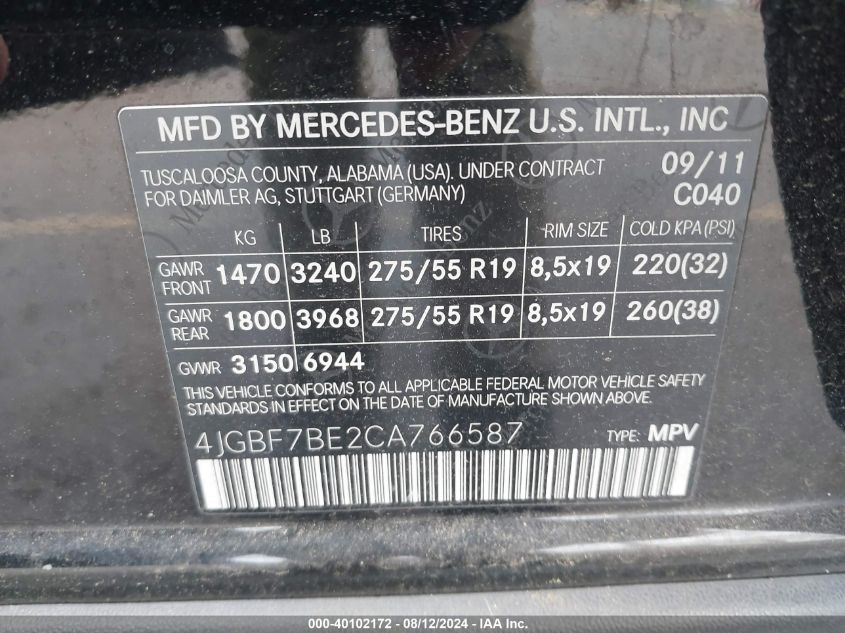 MFD BY MERCEDES-BENZ U.S. INTL., INC
TUSCALOOSA COUNTY, ALABAMA (USA). UNDER CONTRACT 09/11
FOR DAIMLER AG, STUTTGART (GERMANY) C040
KG LB TIRES RIM SIZE COLD KPA (PSI)
GAWR FRONT 1470 3240 275/55 R19 8,5x19 220(32)
GAWR REAR 1800 3968 275/55 R19 8,5x19 260(38)
GVWR 3150 6944
THIS VEHICLE CONFORMS TO ALL APPLICABLE FEDERAL MOTOR VEHICLE SAFETY
STANDARDS IN EFFECT ON THE DATE OF MANUFACTURE SHOWN ABOVE.
4JGBF7BE2CA766587 TYPE: MPV
000-40102172 - 08/12/2024 - IAA Inc.